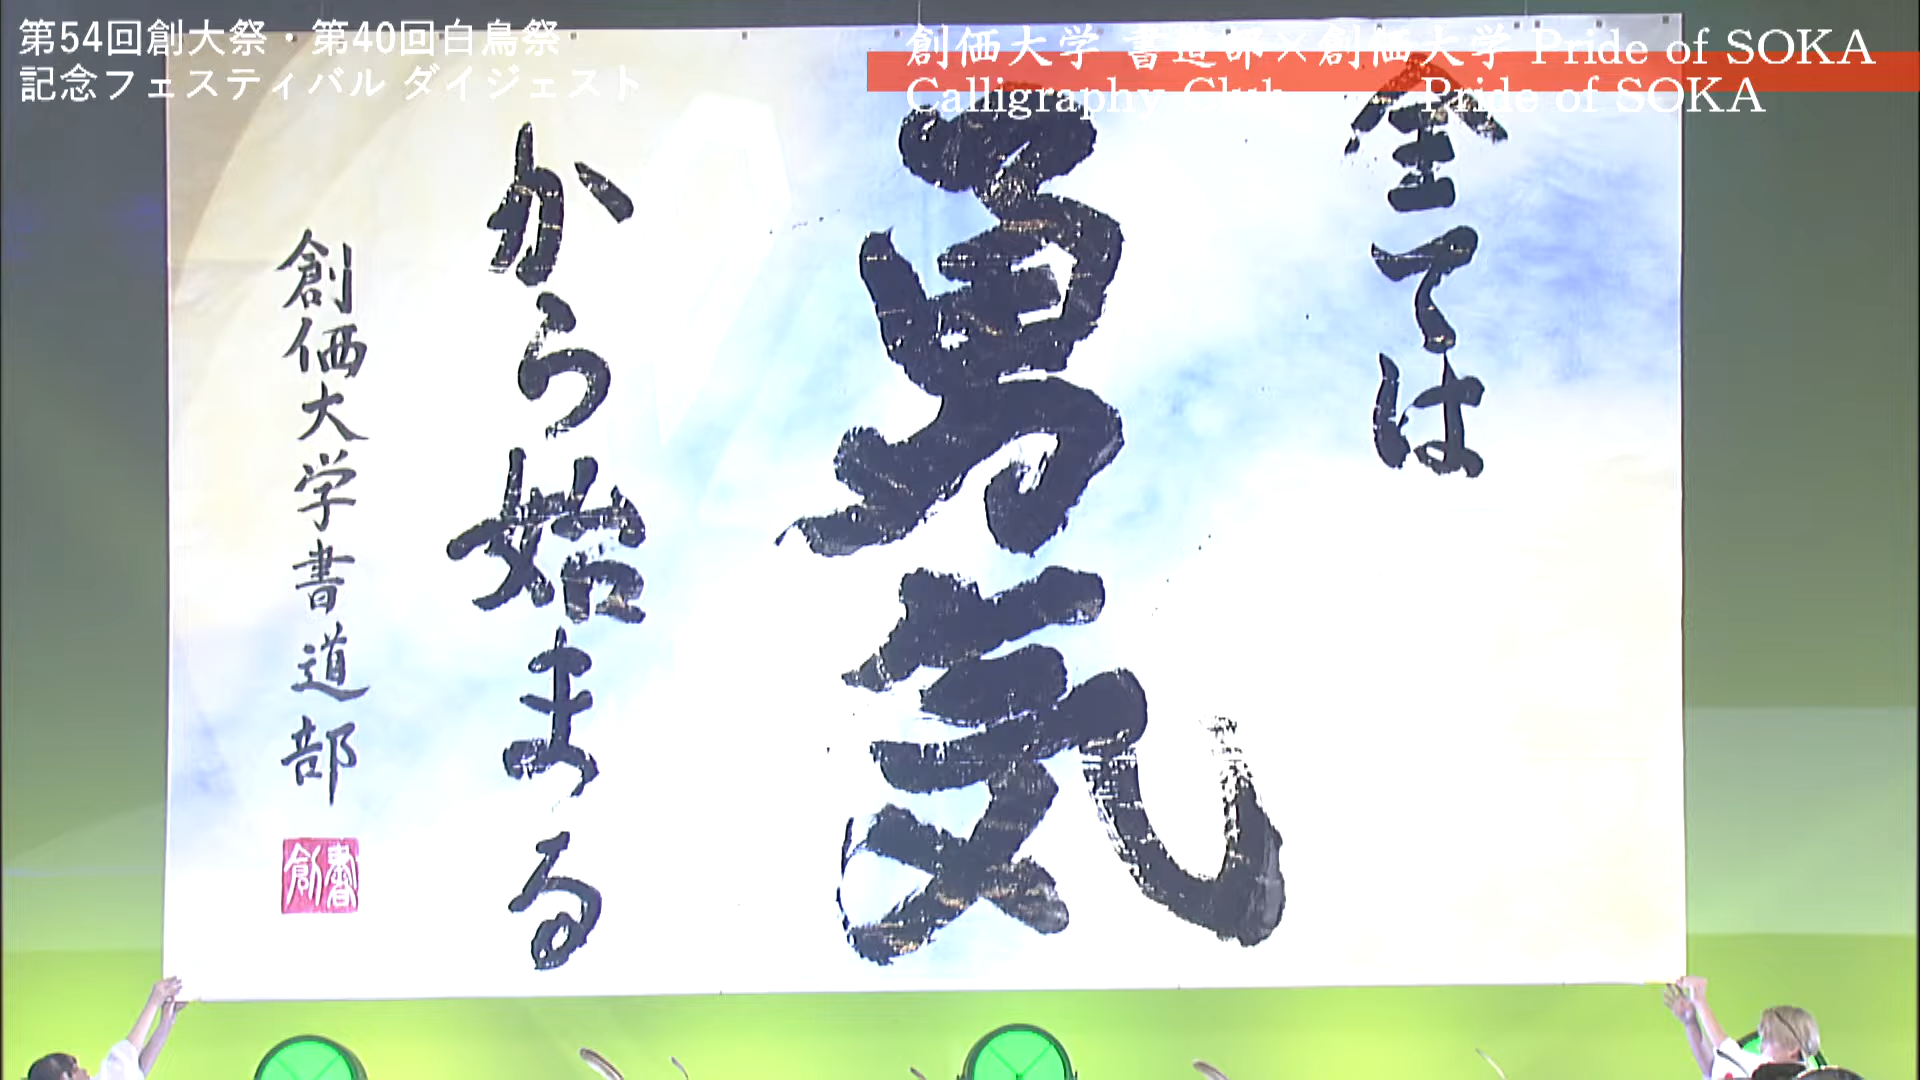 第54回創大祭・第40回白鳥祭
記念フェスティバル ダイジェスト
創価大学 書道部×創価大学 Pride of SOKA
Calligraphy Club Pride of SOKA
全ては
勇気
から始まる
創価大学書道部
書創